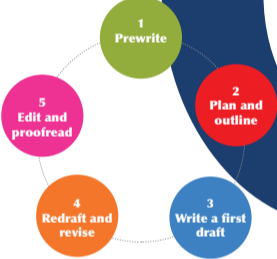 1
Prewrite
2
Plan and
outline
3
Write a first
draft
4
Redraft and
revise
5
Edit and
proofread